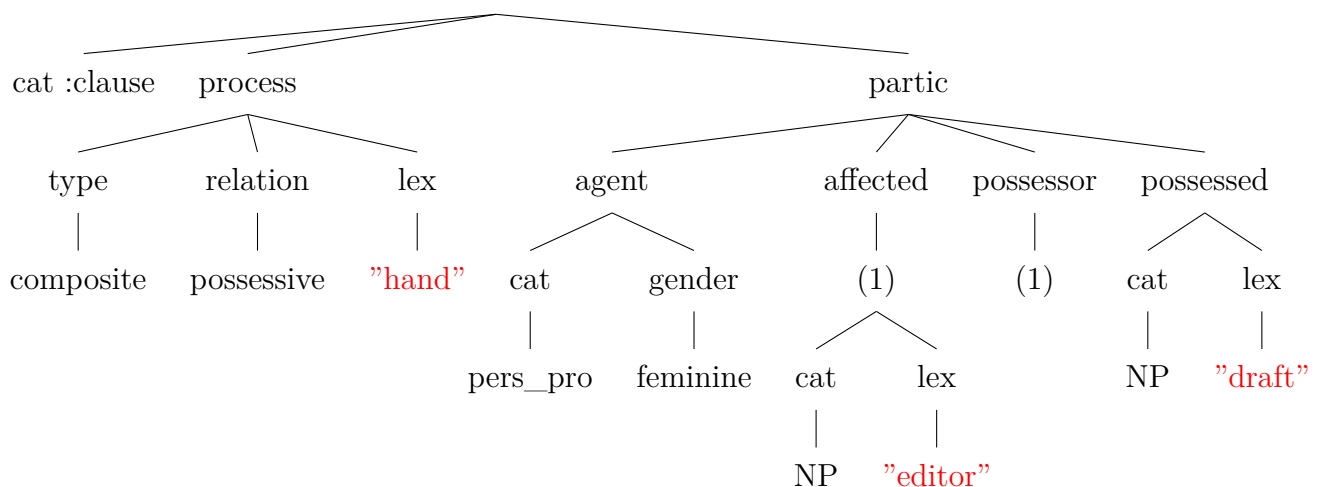 cat :clause process partic
type relation lex agent affected possessor possessed
composite possessive ”hand” cat gender (1) (1) cat lex
pers_pro feminine cat lex NP ”draft”
NP ”editor”